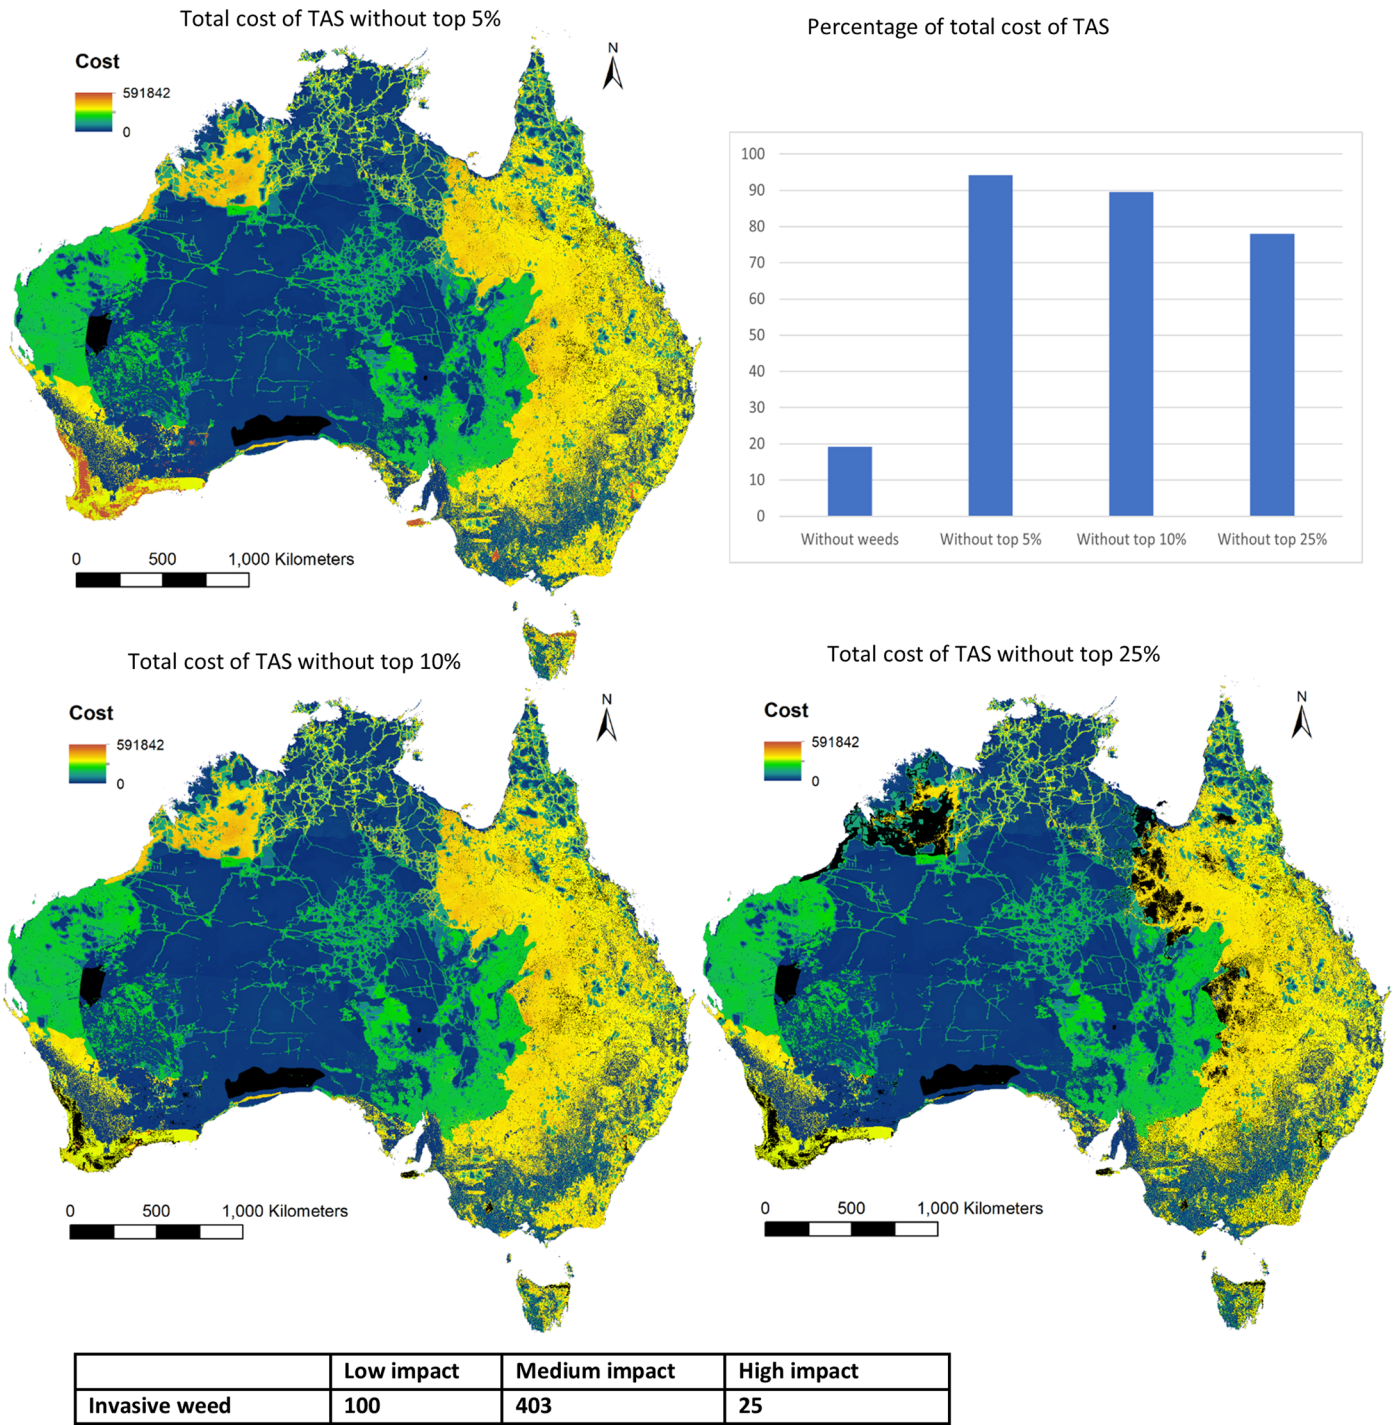 Total cost of TAS without top 5%
Cost
591842
0
N
0 500 1,000 Kilometers
Percentage of total cost of TAS
100
90
80
70
60
50
40
30
20
10
0
Without weeds Without top 5% Without top 10% Without top 25%
Total cost of TAS without top 10%
Cost
591842
0
N
0 500 1,000 Kilometers
Total cost of TAS without top 25%
Cost
591842
0
N
0 500 1,000 Kilometers
Low impact Medium impact High impact
Invasive weed 100 403 25